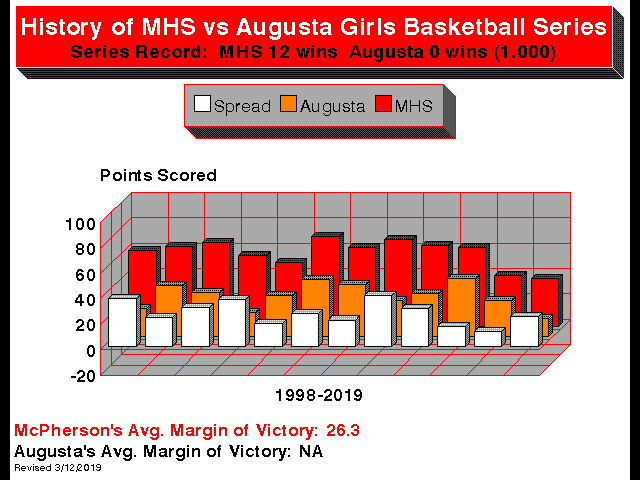 History of MHS vs Augusta Girls Basketball Series
Series Record:  MHS 12 wins  Augusta 0 wins (1.000)
Spread Augusta MHS
Points Scored
100
80
60
40
20
0
-20
1998-2019
McPherson's Avg. Margin of Victory: 26.3
Augusta's Avg. Margin of Victory: NA
Revised 3/12,2019